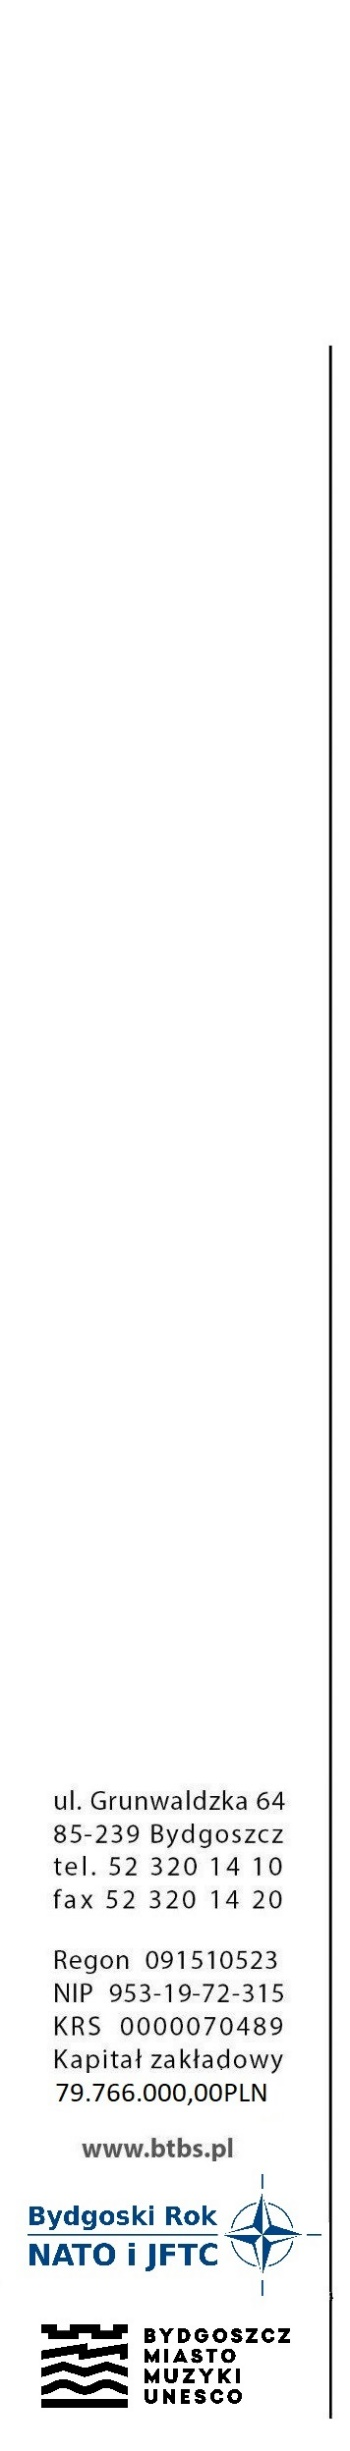 ul. Grunwaldzka 64
85-239 Bydgoszcz
tel. 52 320 14 10
fax 52 320 14 20
Regon 091510523
NIP 953-19-72-315
KRS 0000070489
Kapitał zakładowy
79.766.000,00PLN
www.btbs.pl
Bydgoski Rok
NATO i JFTC
BYDGOSZCZ
MIASTO
MUZYKI
UNESCO